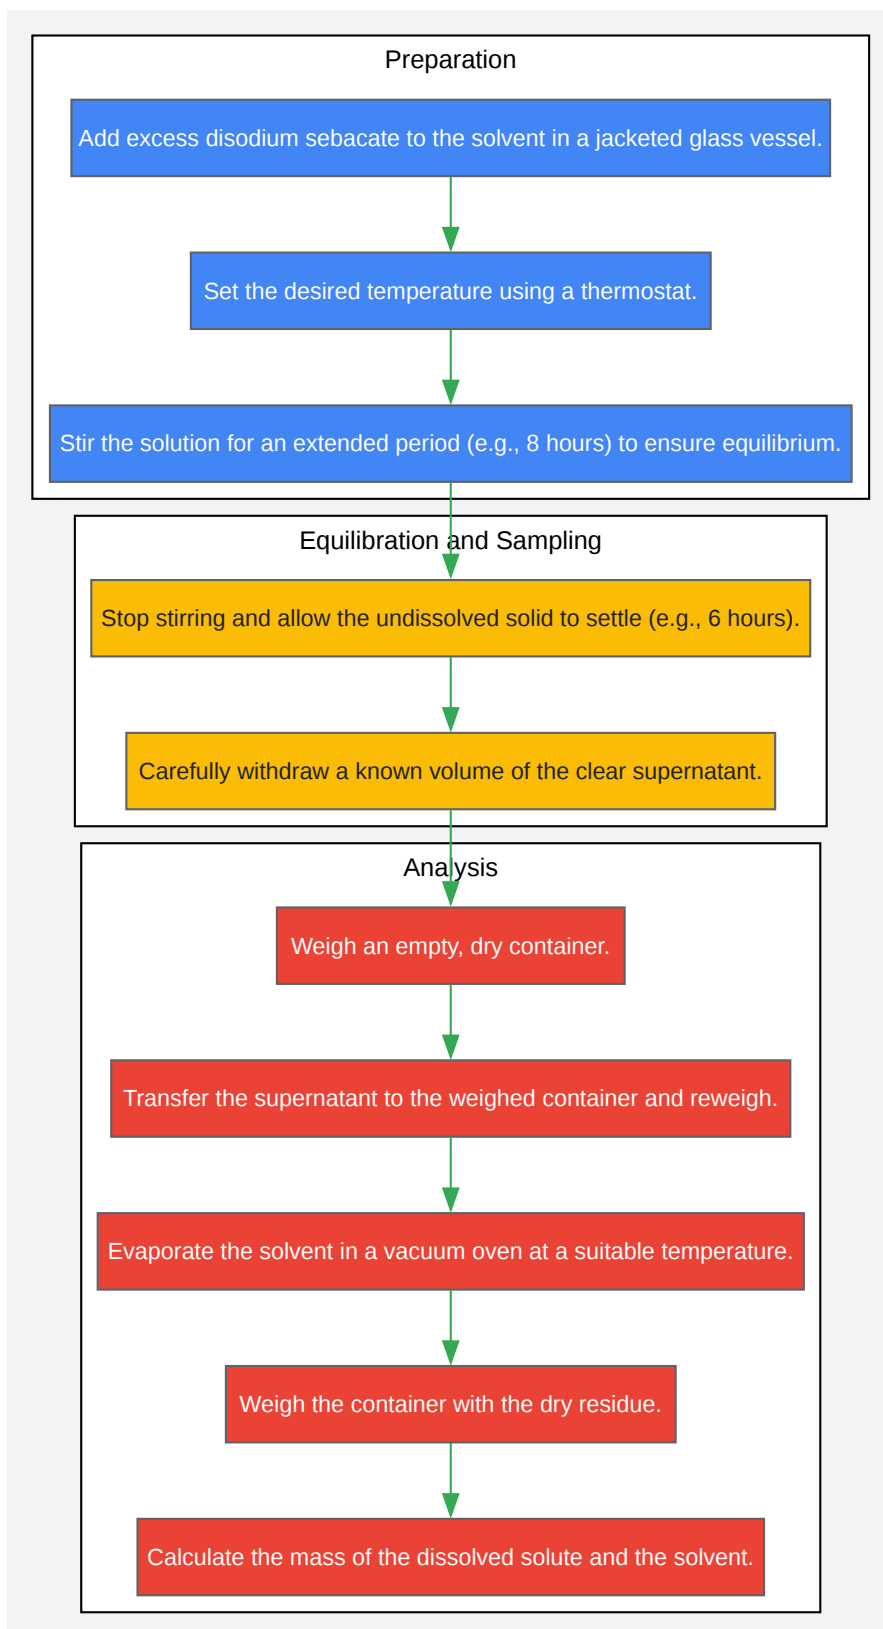 Preparation
Add excess disodium sebacate to the solvent in a jacketed glass vessel.
Set the desired temperature using a thermostat.
Stir the solution for an extended period (e.g., 8 hours) to ensure equilibrium.
Equilibration and Sampling
Stop stirring and allow the undissolved solid to settle (e.g., 6 hours).
Carefully withdraw a known volume of the clear supernatant.
Analysis
Weigh an empty, dry container.
Transfer the supernatant to the weighed container and reweigh.
Evaporate the solvent in a vacuum oven at a suitable temperature.
Weigh the container with the dry residue.
Calculate the mass of the dissolved solute and the solvent.